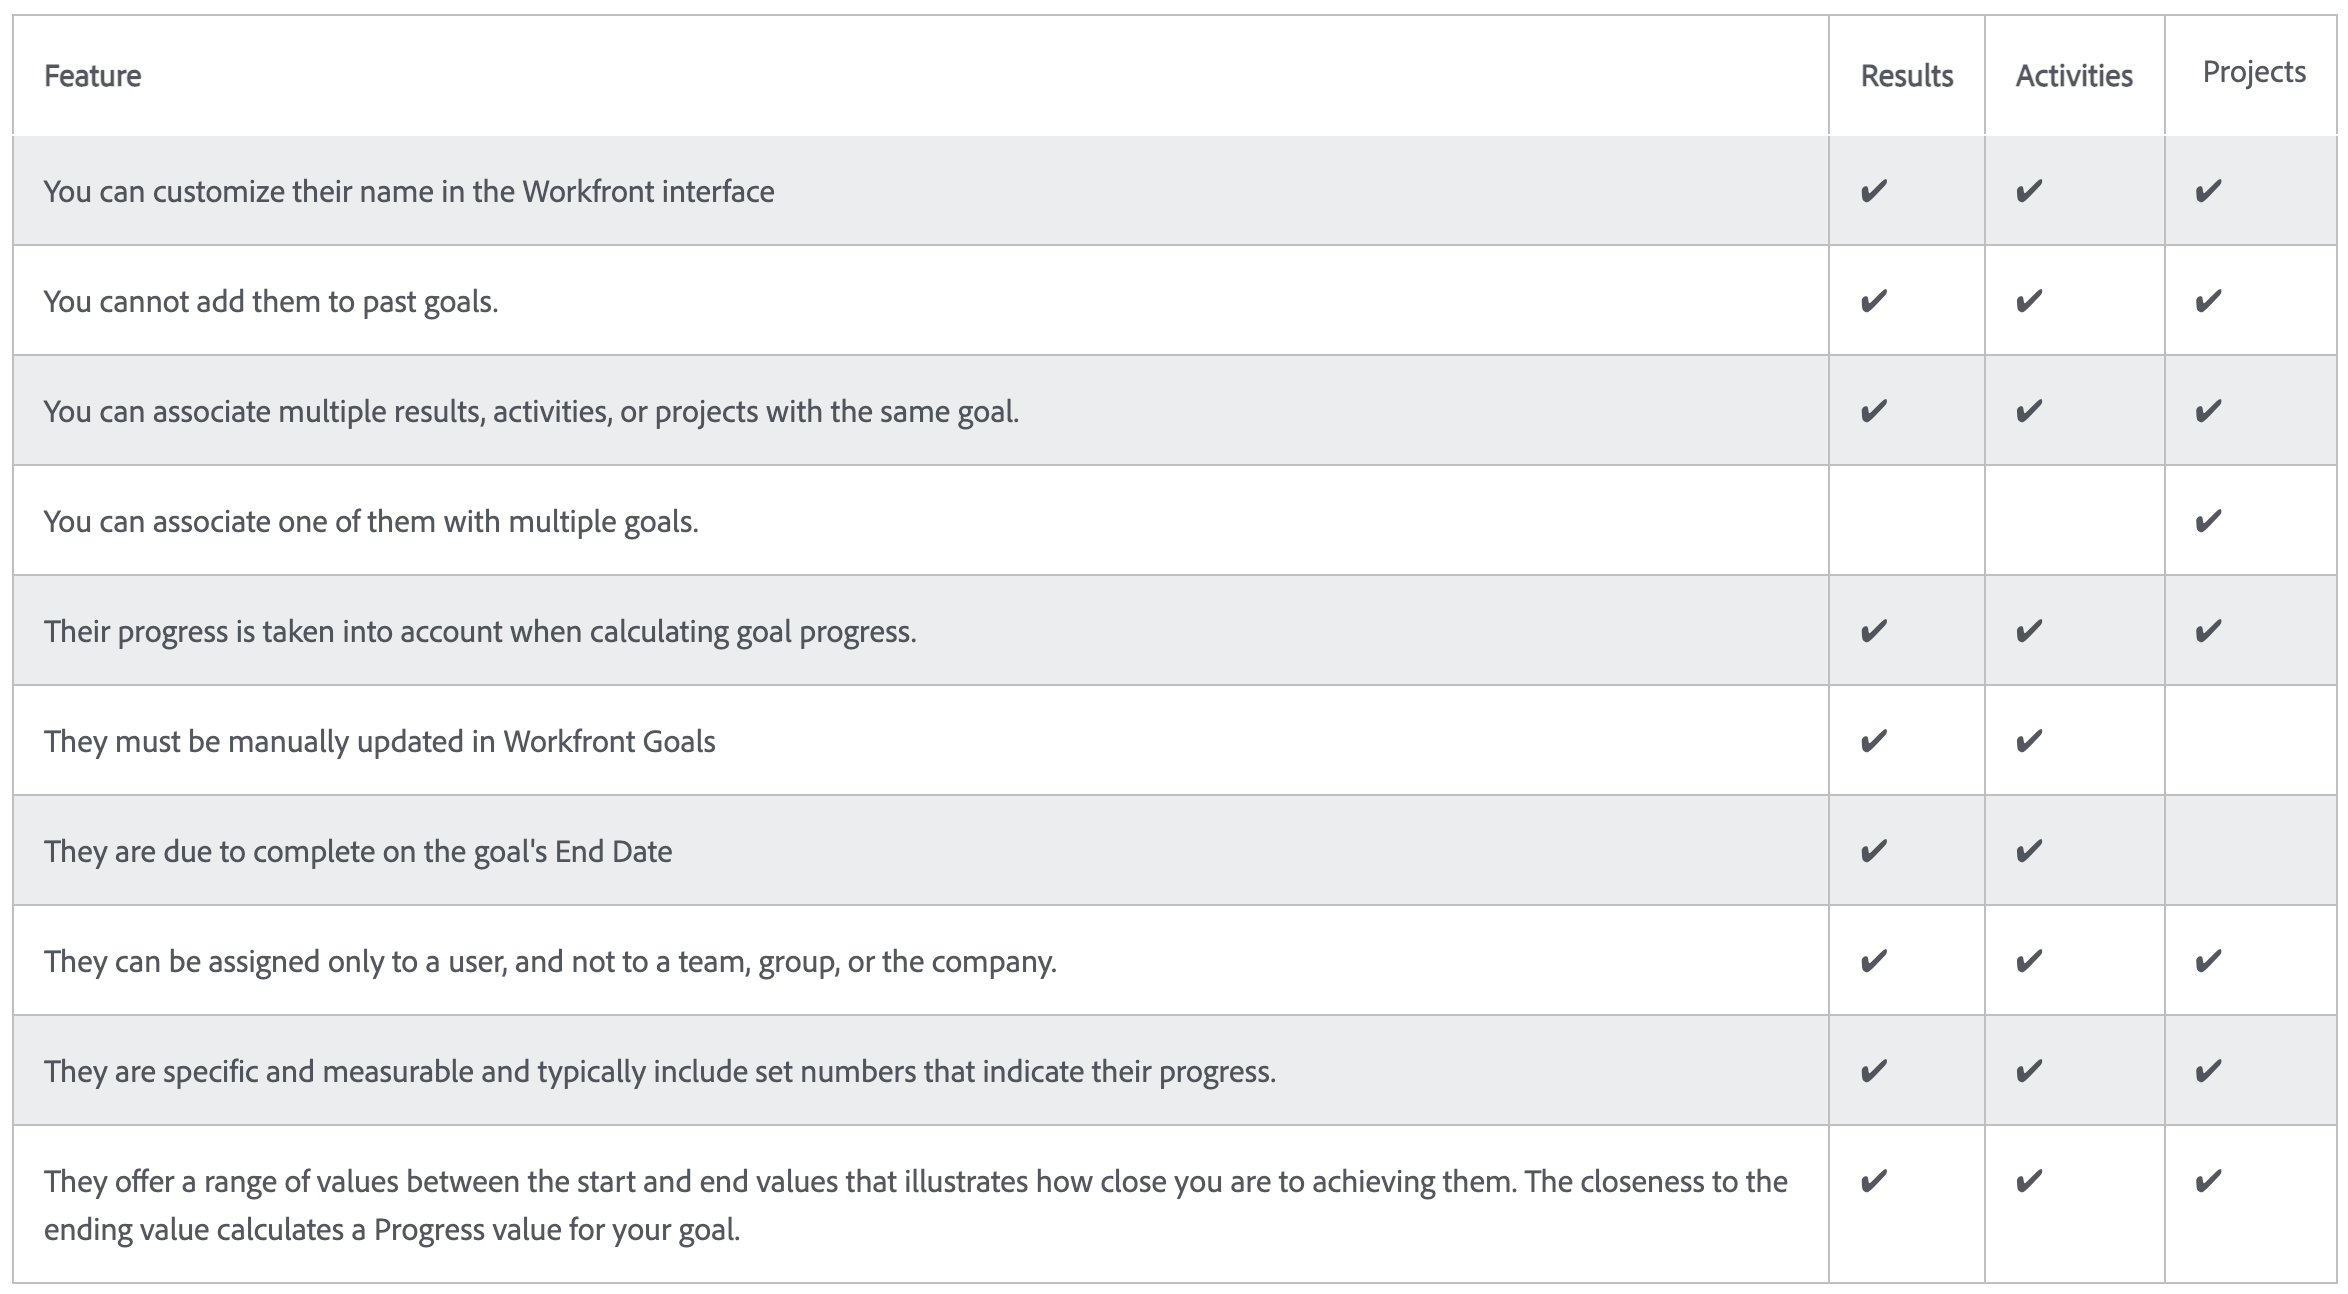 Feature Results Activities Projects
You can customize their name in the Workfront interface ✔ ✔ ✔
You cannot add them to past goals. ✔ ✔ ✔
You can associate multiple results, activities, or projects with the same goal. ✔ ✔ ✔
You can associate one of them with multiple goals. ✔
Their progress is taken into account when calculating goal progress. ✔ ✔ ✔
They must be manually updated in Workfront Goals ✔ ✔
They are due to complete on the goal's End Date ✔ ✔
They can be assigned only to a user, and not to a team, group, or the company. ✔ ✔ ✔
They are specific and measurable and typically include set numbers that indicate their progress. ✔ ✔ ✔
They offer a range of values between the start and end values that illustrates how close you are to achieving them. The closeness to the ✔ ✔ ✔
ending value calculates a Progress value for your goal.